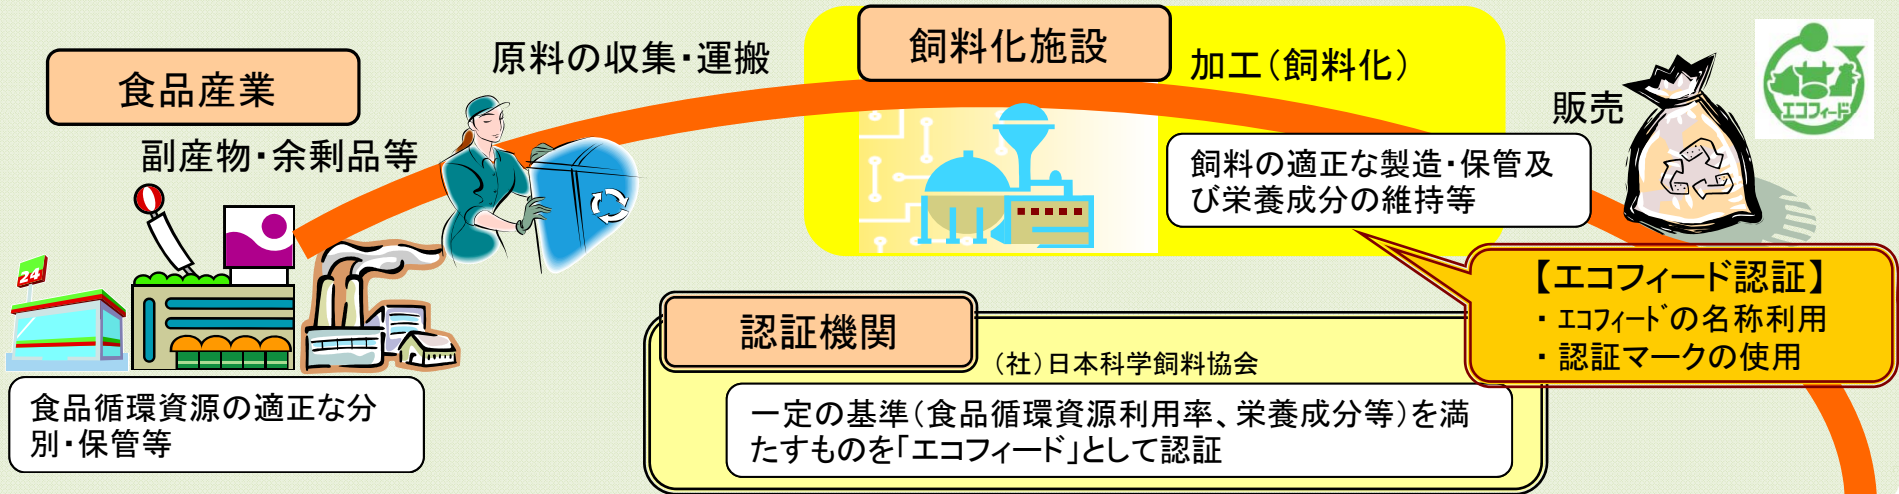 食品産業
副産物・余剰品等
24
食品循環資源の適正な分
別・保管等
原料の収集・運搬
飼料化施設
加工（飼料化）
飼料の適正な製造・保管及
び栄養成分の維持等
販売
エコフィード
【エコフィード認証】
・ｴｺﾌｨｰﾄﾞの名称利用
・認証マークの使用
認証機関
（社）日本科学飼料協会
一定の基準（食品循環資源利用率、栄養成分等）を満
たすものを「エコフィード」として認証